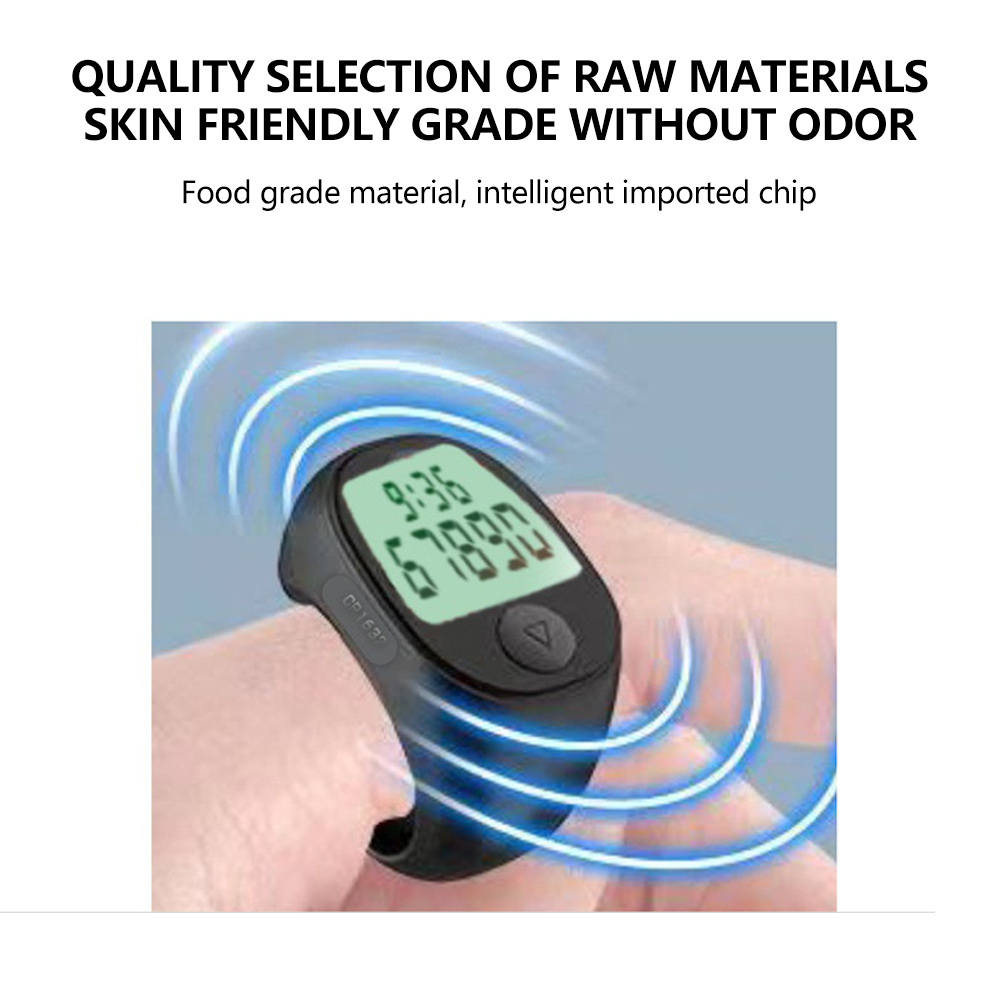 QUALITY SELECTION OF RAW MATERIALS
SKIN FRIENDLY GRADE WITHOUT ODOR
Food grade material, intelligent imported chip
9:36
67890